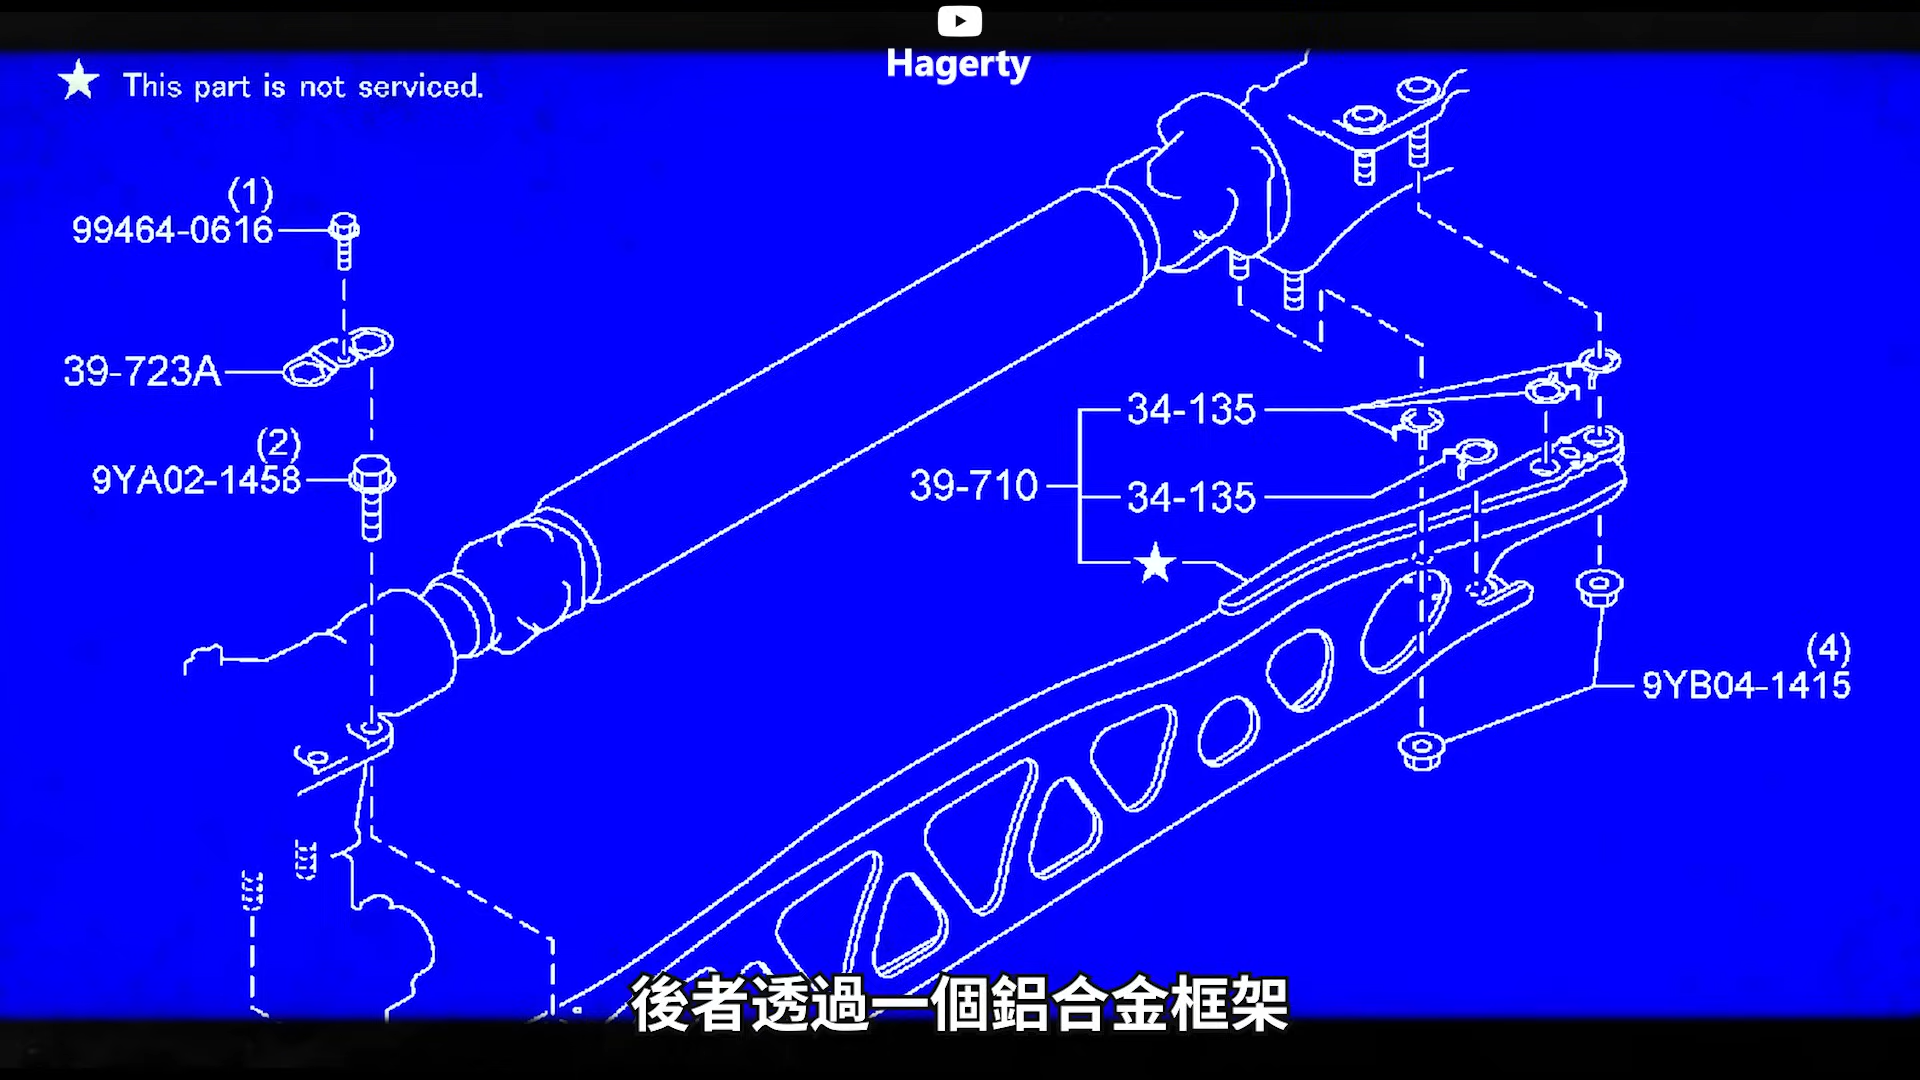 Hagerty
★ This part is not serviced.
(1)
99464-0616
39-723A
(2)
9YA02-1458
34-135
39-710
34-135
★
(4)
9YB04-1415
後者透過一個鋁合金框架